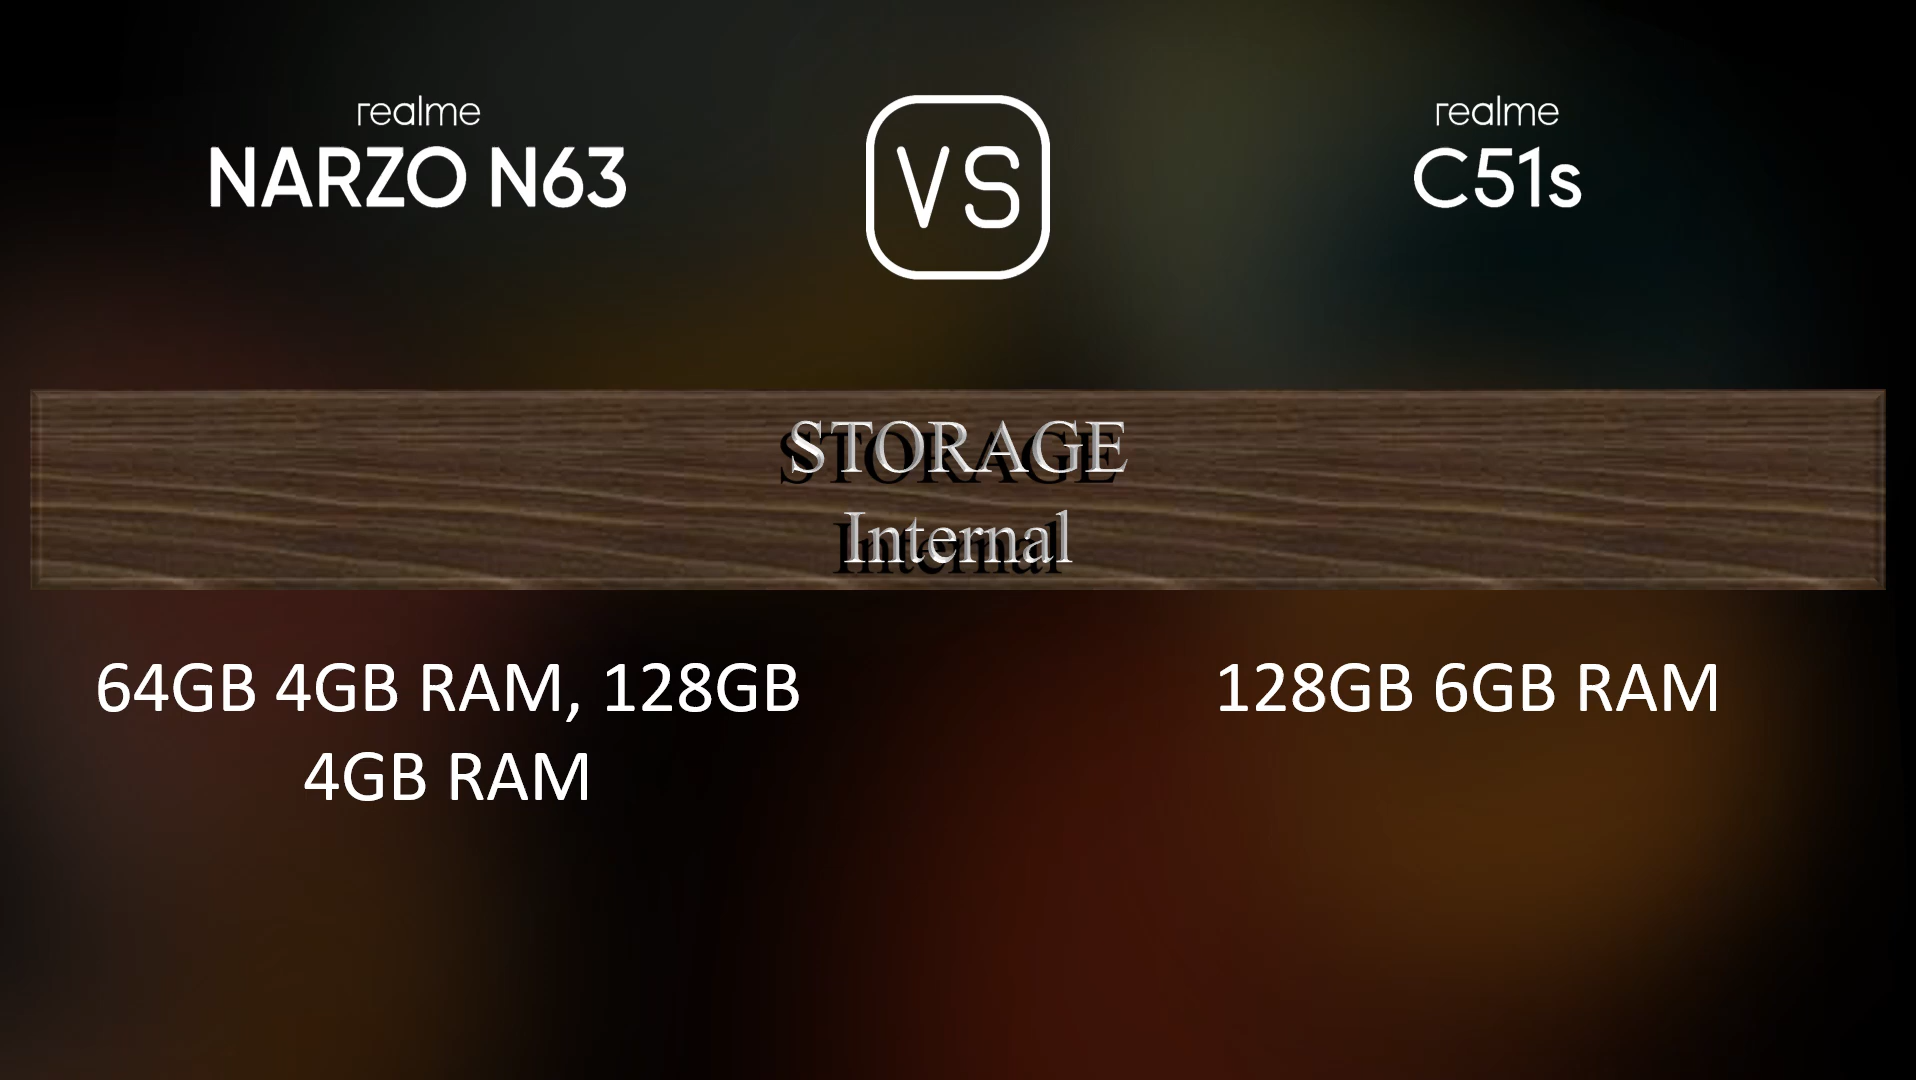 realme
NARZO N63
VS
realme
C51s
STORAGE
Internal
64GB 4GB RAM, 128GB
4GB RAM
128GB 6GB RAM